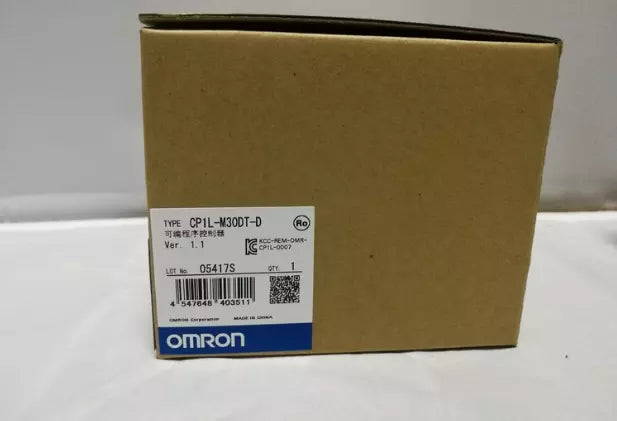 TYPE CP1L-M30DT-D Ro
可编程序控制器
Ver. 1.1 KCC-REM-OMR-
CP1L-0007
LOT No. 05417S QTY. 1
4 547648 403511
OMRON Corporation MADE IN CHINA
OMRON